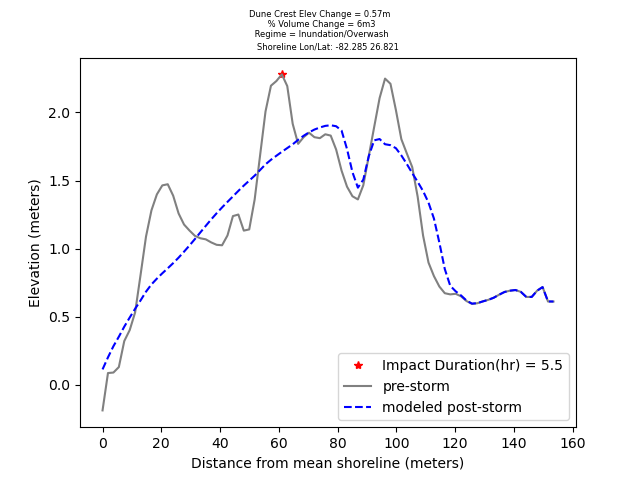 Dune Crest Elev Change = 0.57m
% Volume Change = 6m3
Regime = Inundation/Overwash
Shoreline Lon/Lat: -82.285 26.821
2.0
1.5
1.0
0.5
0.0
Elevation (meters)
Impact Duration(hr) = 5.5
pre-storm
modeled post-storm
0 20 40 60 80 100 120 140 160
Distance from mean shoreline (meters)